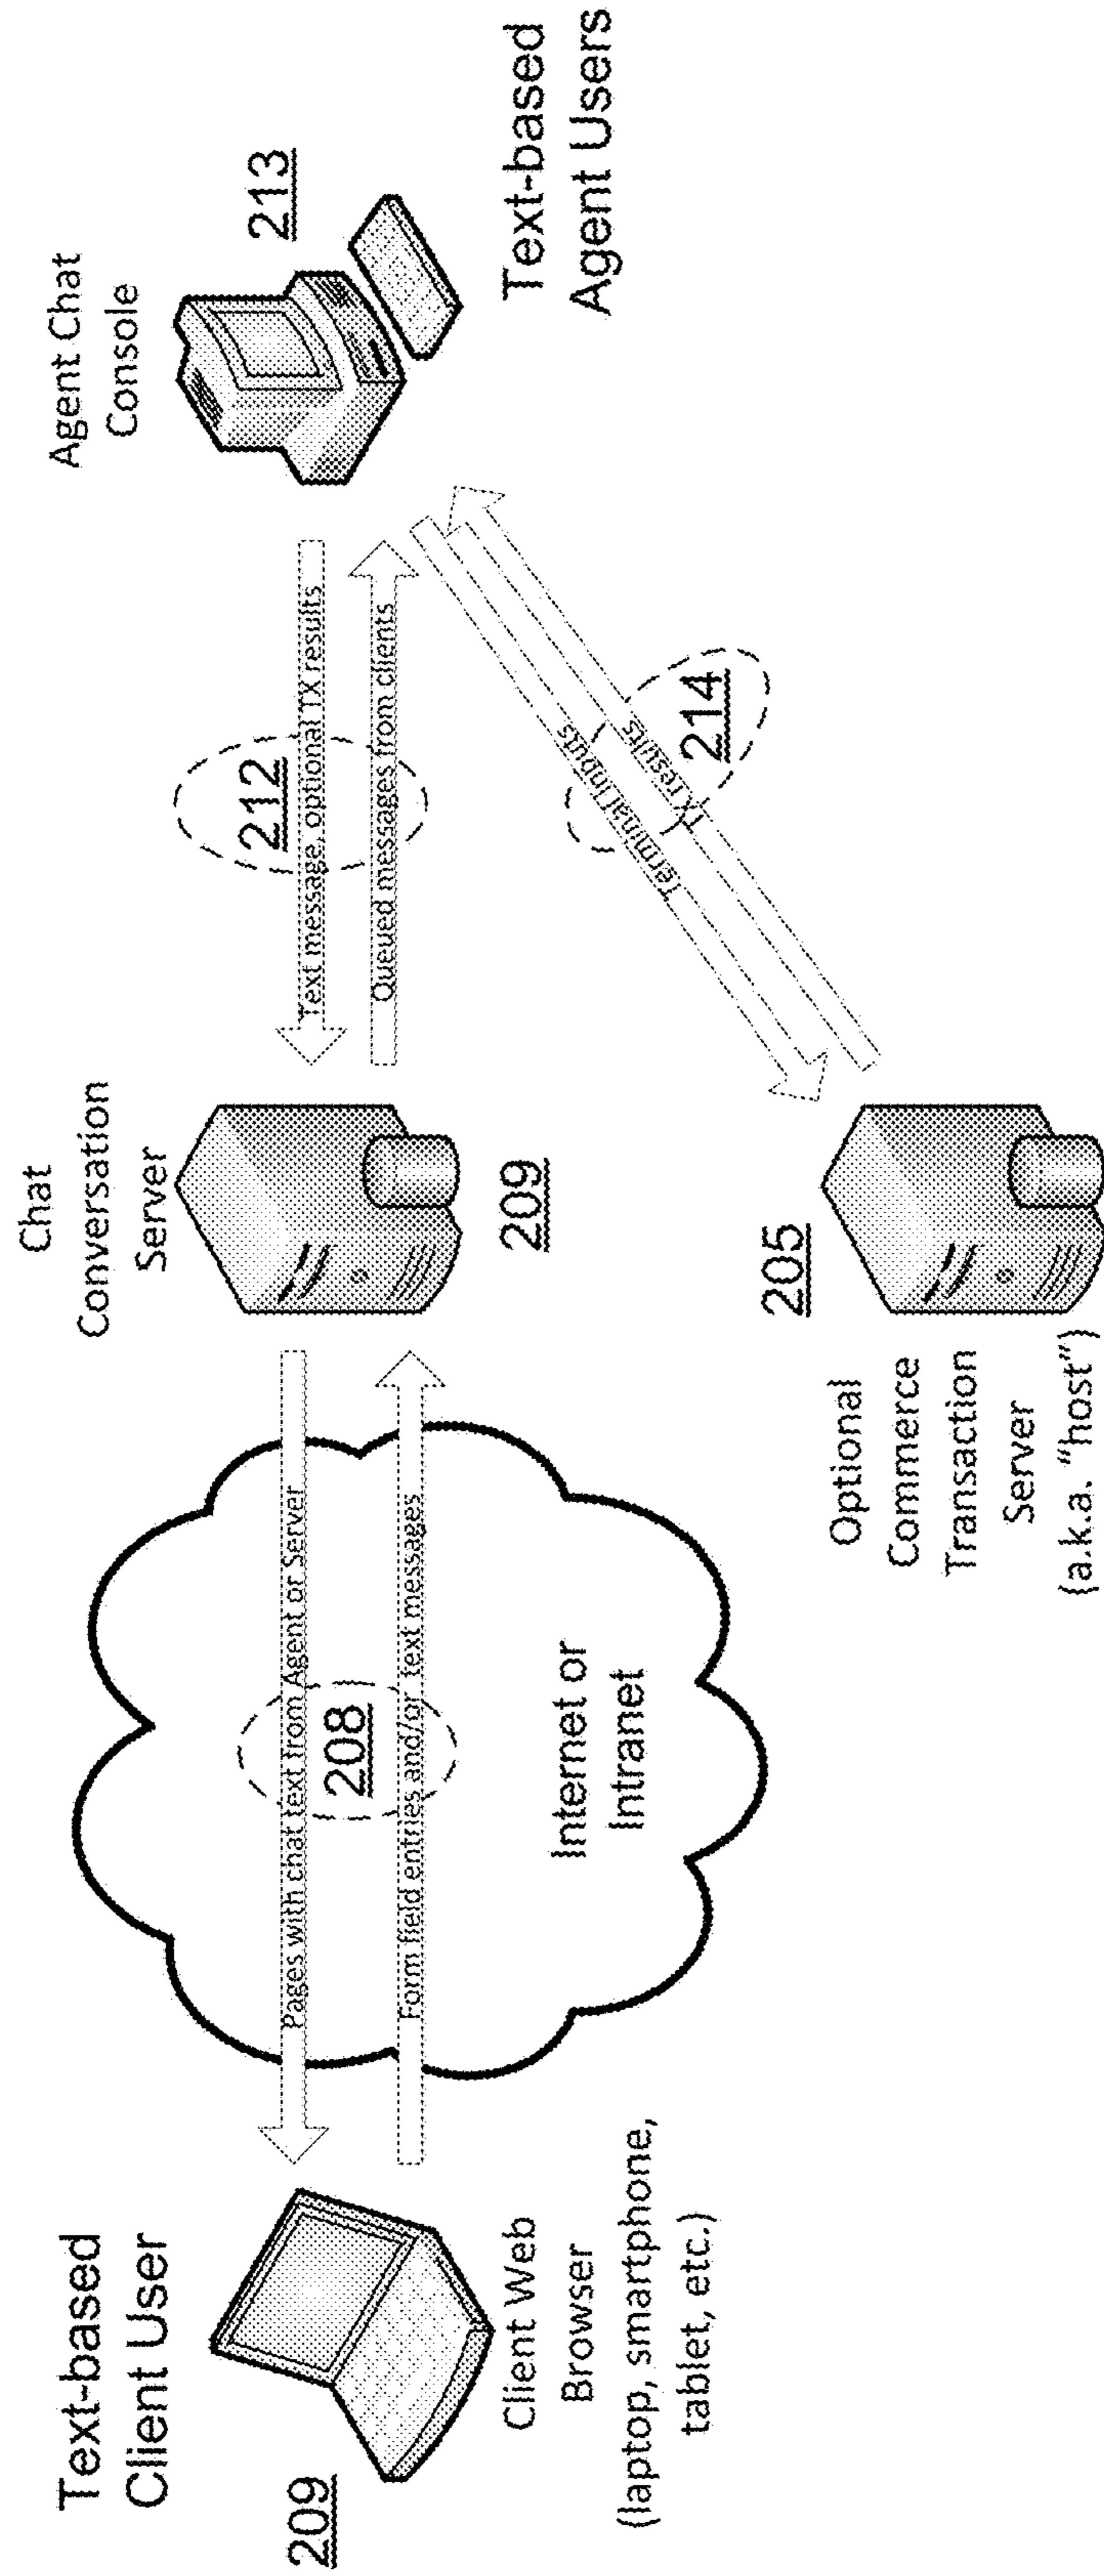 Text-based
Client User
209
Client Web
Browser
(laptop, smartphone,
tablet, etc.)
Pages with chat text from Agent or Server
208
Form field entries and/or text messages
Internet or
Intranet
Chat
Conversation
Server
209
Optional
Commerce
Transaction
Server
(a.k.a. "host")
205
Text message, optional TX results
212
Queued messages from clients
Terminal inputs
TX results
214
Agent Chat
Console
213
Text-based
Agent Users